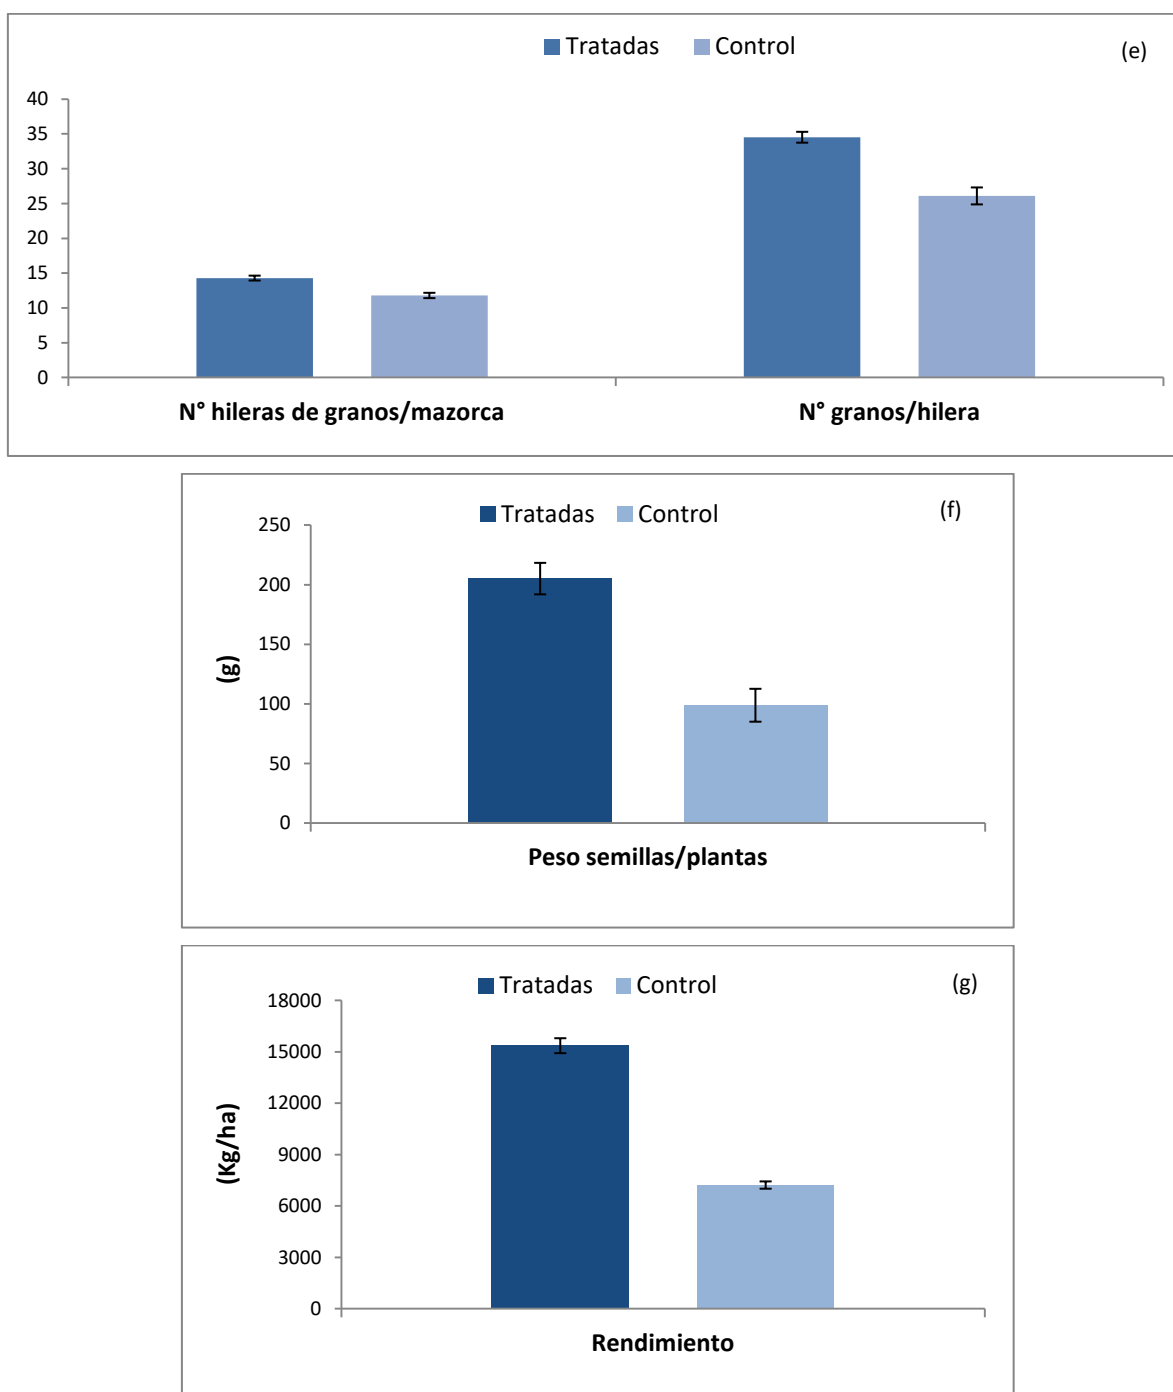 Tratadas Control (e)
40
35
30
25
20
15
10
5
0
N° hileras de granos/mazorca N° granos/hilera
Tratadas Control (f)
250
200
150
100
50
0
(g)
Peso semillas/plantas
Tratadas Control (g)
18000
15000
12000
9000
6000
3000
0
(Kg/ha)
Rendimiento